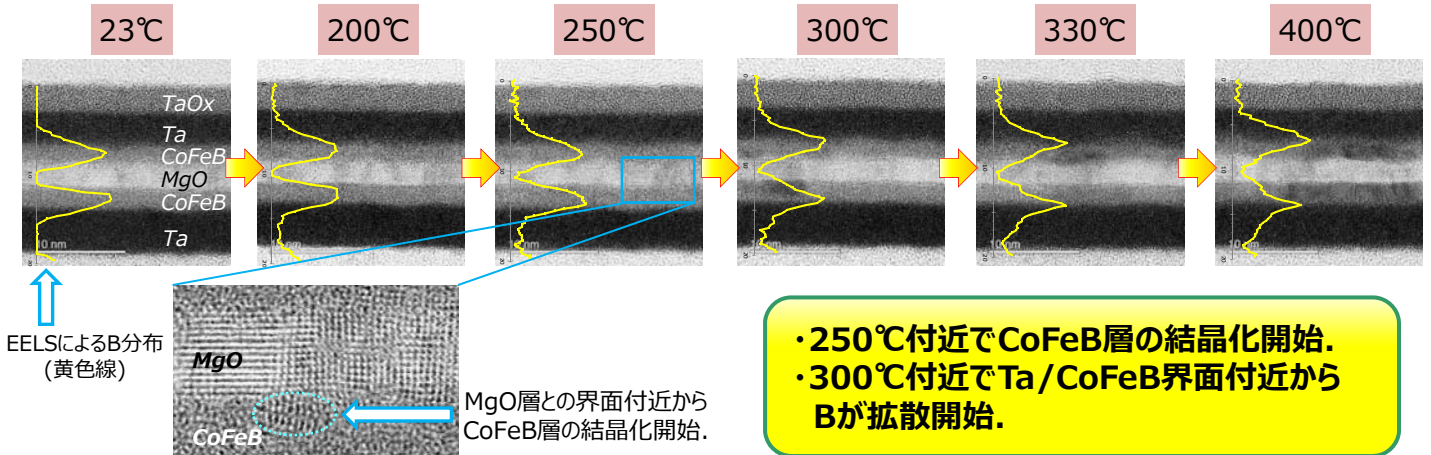 23℃
200℃
250℃
300℃
330℃
400℃
TaOx
Ta
CoFeB
MgO
CoFeB
Ta
10 nm
10 nm
10 nm
EELSによるB分布
(黄色線)
MgO
CoFeB
MgO層との界面付近から
CoFeB層の結晶化開始.
・250℃付近でCoFeB層の結晶化開始.
・300℃付近でTa/CoFeB界面付近から
Bが拡散開始.